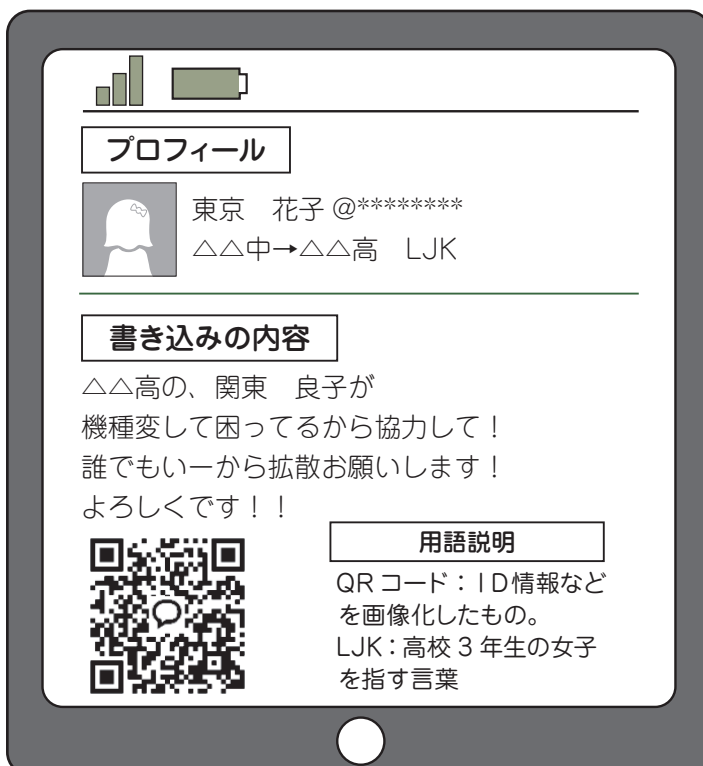 プロフィール
東京　花子@********
△△中→△△高　LJK
書き込みの内容
△△高の、関東　良子が
機種変して困ってるから協力して！
誰でもいーから拡散お願いします！
よろしくです！！
用語説明
QRコード：ID情報など
を画像化したもの。
LJK：高校3年生の女子
を指す言葉